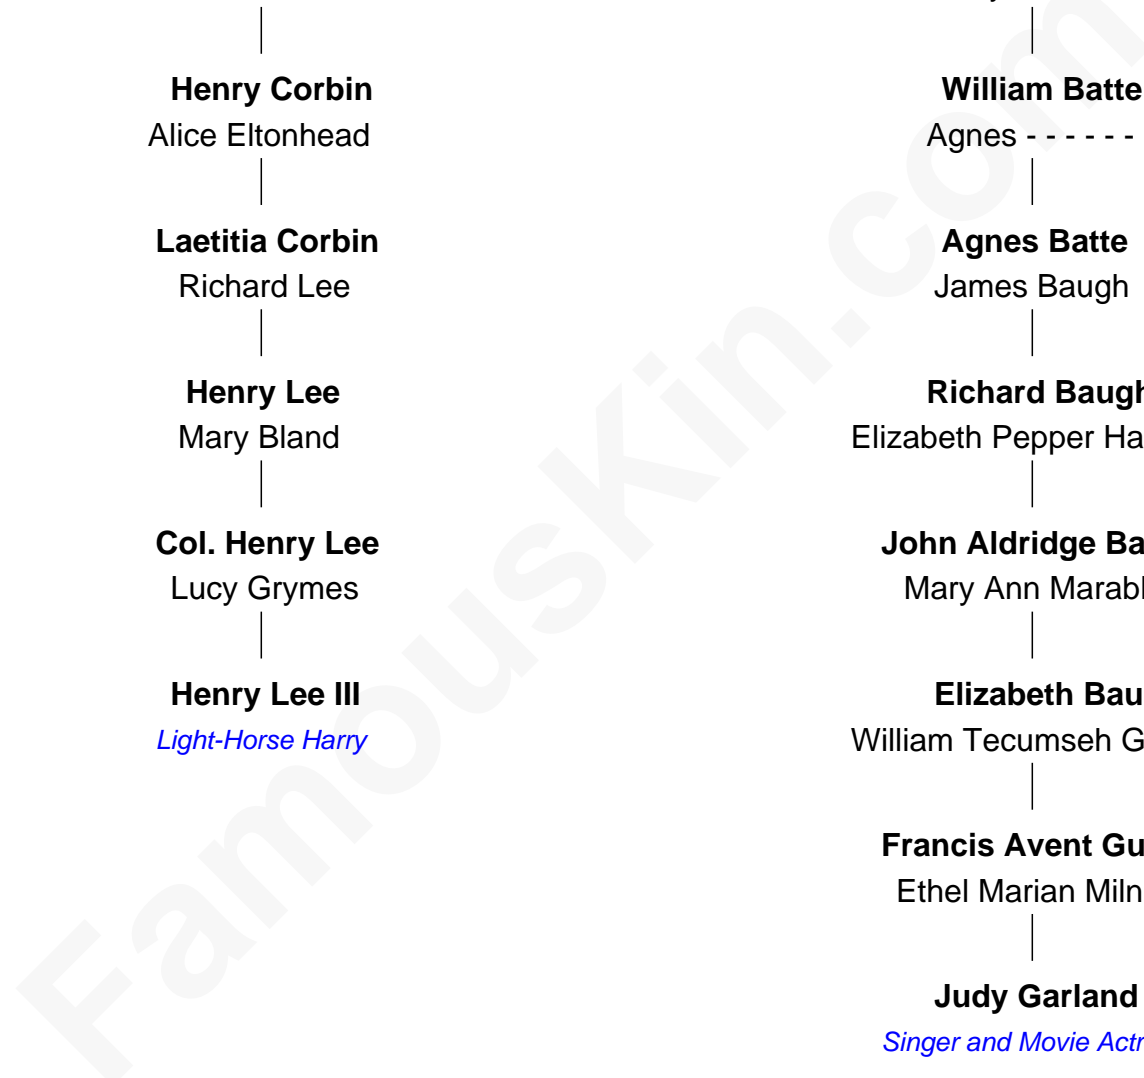 Henry Corbin
Alice Eltonhead
Laetitia Corbin
Richard Lee
Henry Lee
Mary Bland
Col. Henry Lee
Lucy Grymes
Henry Lee III
Light-Horse Harry
William Batte
Agnes - - - - - -
Agnes Batte
James Baugh
Richard Baugh
Elizabeth Pepper
John Aldridge
Mary Ann
Elizabeth
William Tecumseh
Francis Avent
Ethel Marian
Judy Garland
Singer and Movie
FamousKin.com